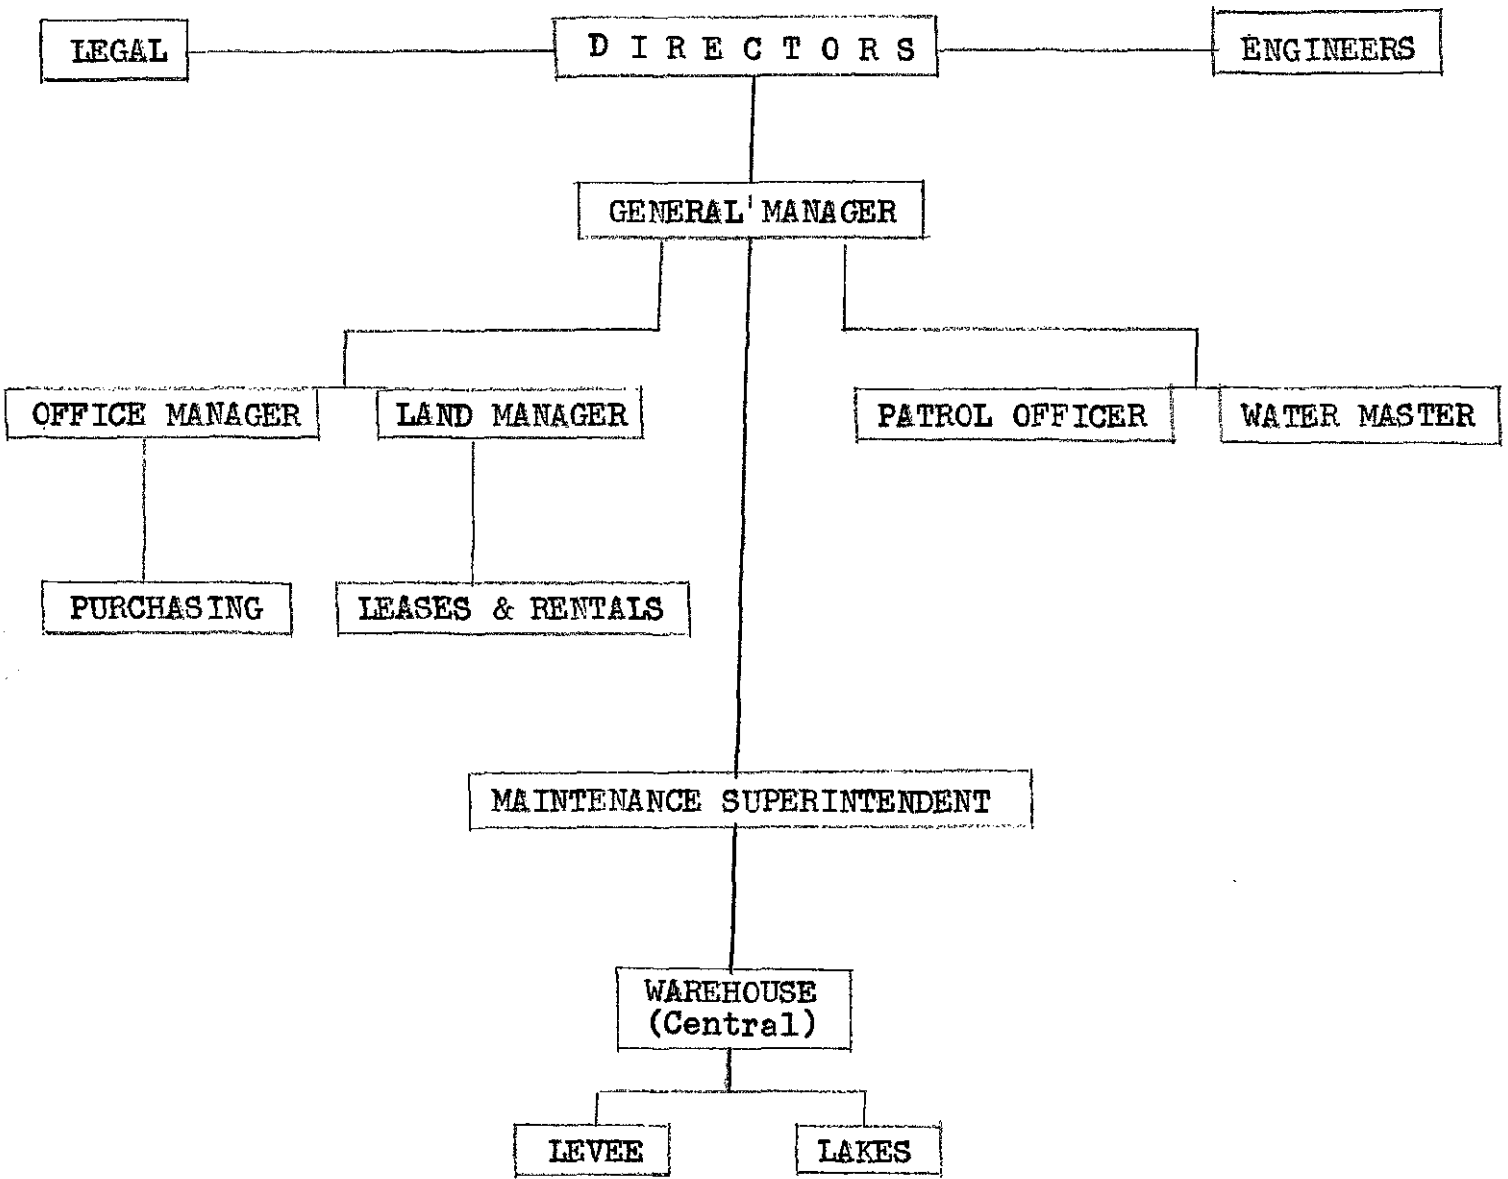 LEGAL
DIRECTORS
ENGINEERS
GENERAL MANAGER
OFFICE MANAGER
LAND MANAGER
PATROL OFFICER
WATER MASTER
PURCHASING
LEASES & RENTALS
MAINTENANCE SUPERINTENDENT
WAREHOUSE
(Central)
LEVEE
LAKES